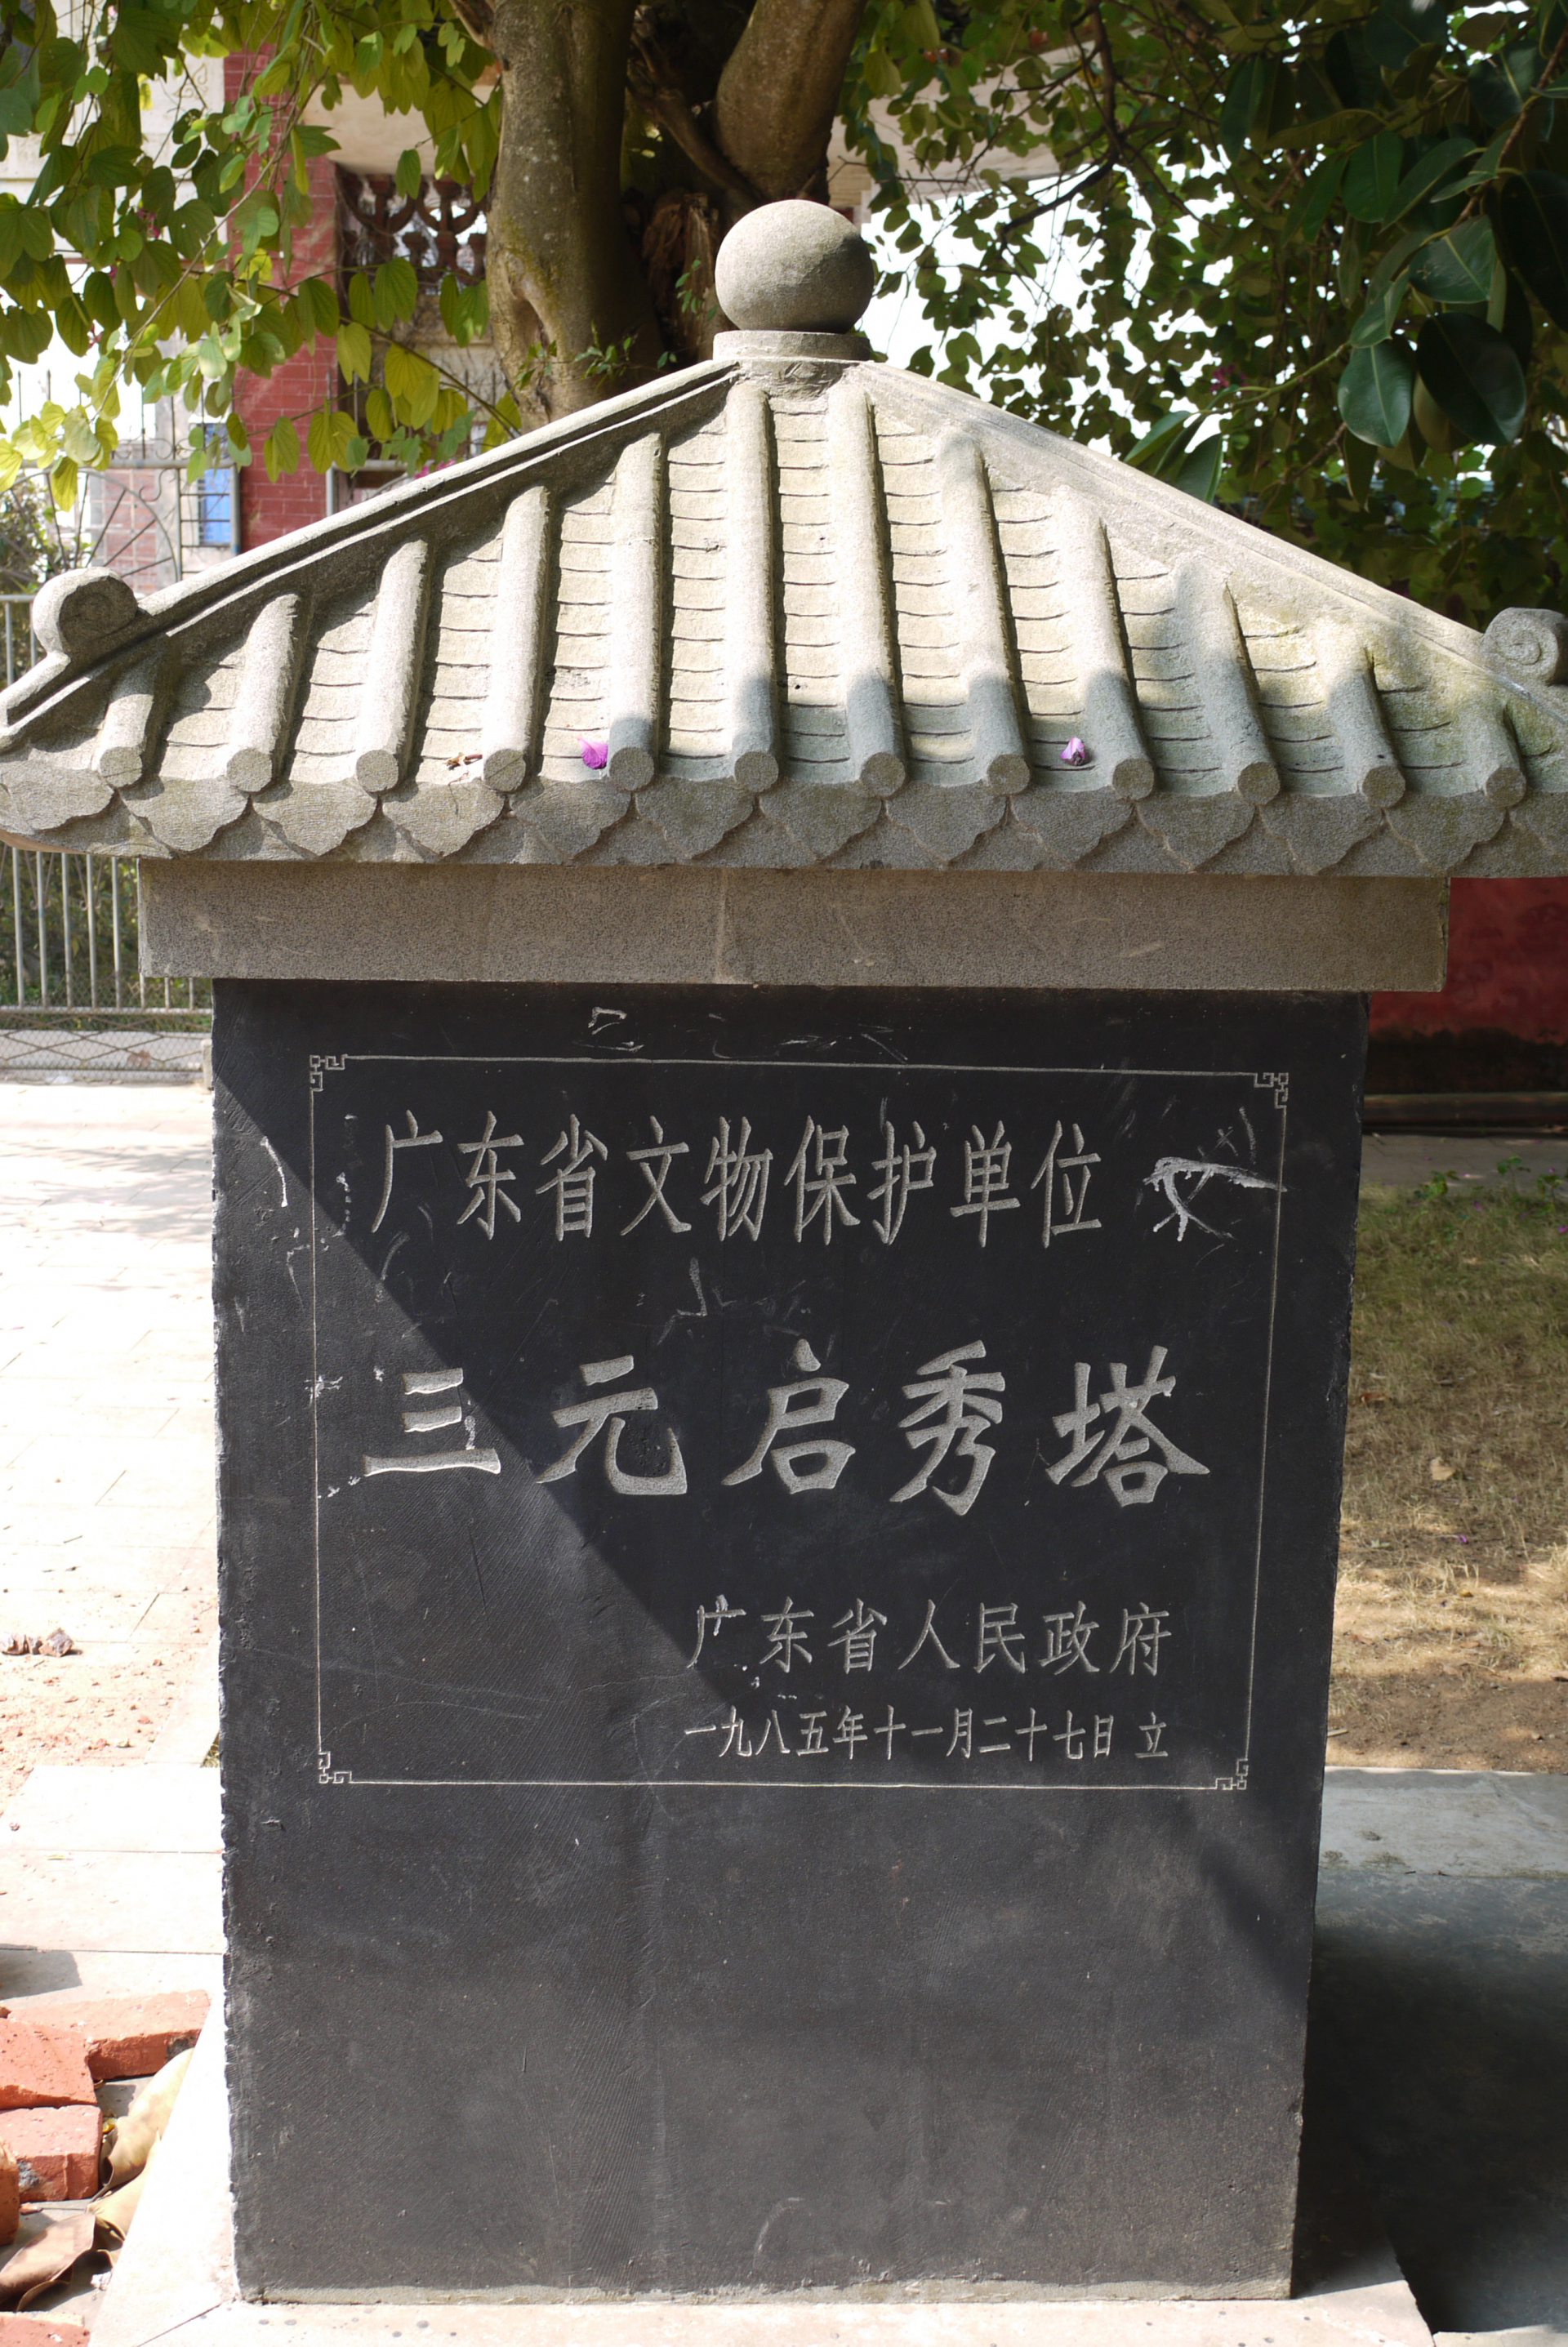 广东省文物保护单位
三元启秀塔
广东省人民政府
一九八五年十一月二十七日 立